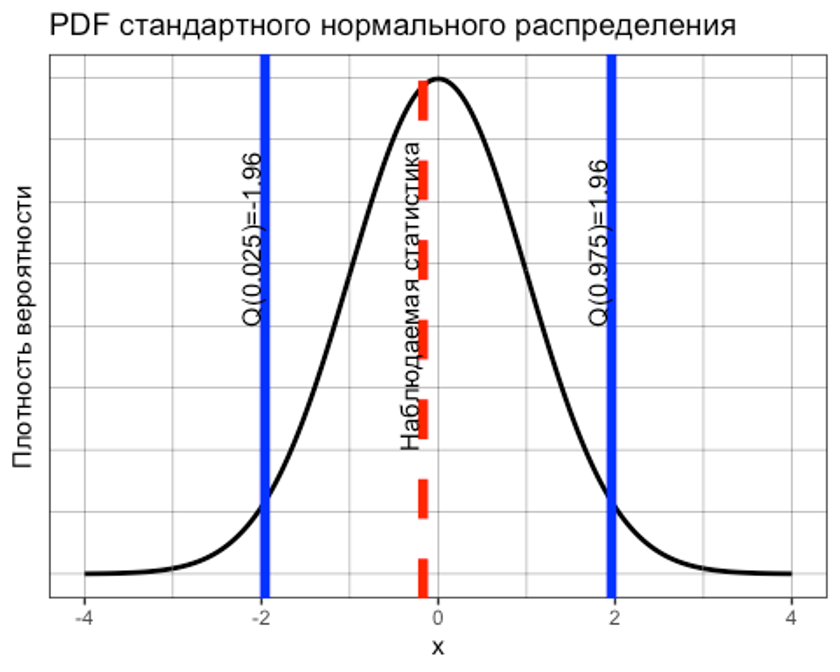 PDF стандартного нормального распределения
Плотность вероятности
Q(0.025)=-1.96
Наблюдаемая статистика
Q(0.975)=1.96
-4
-2
0
2
4
x